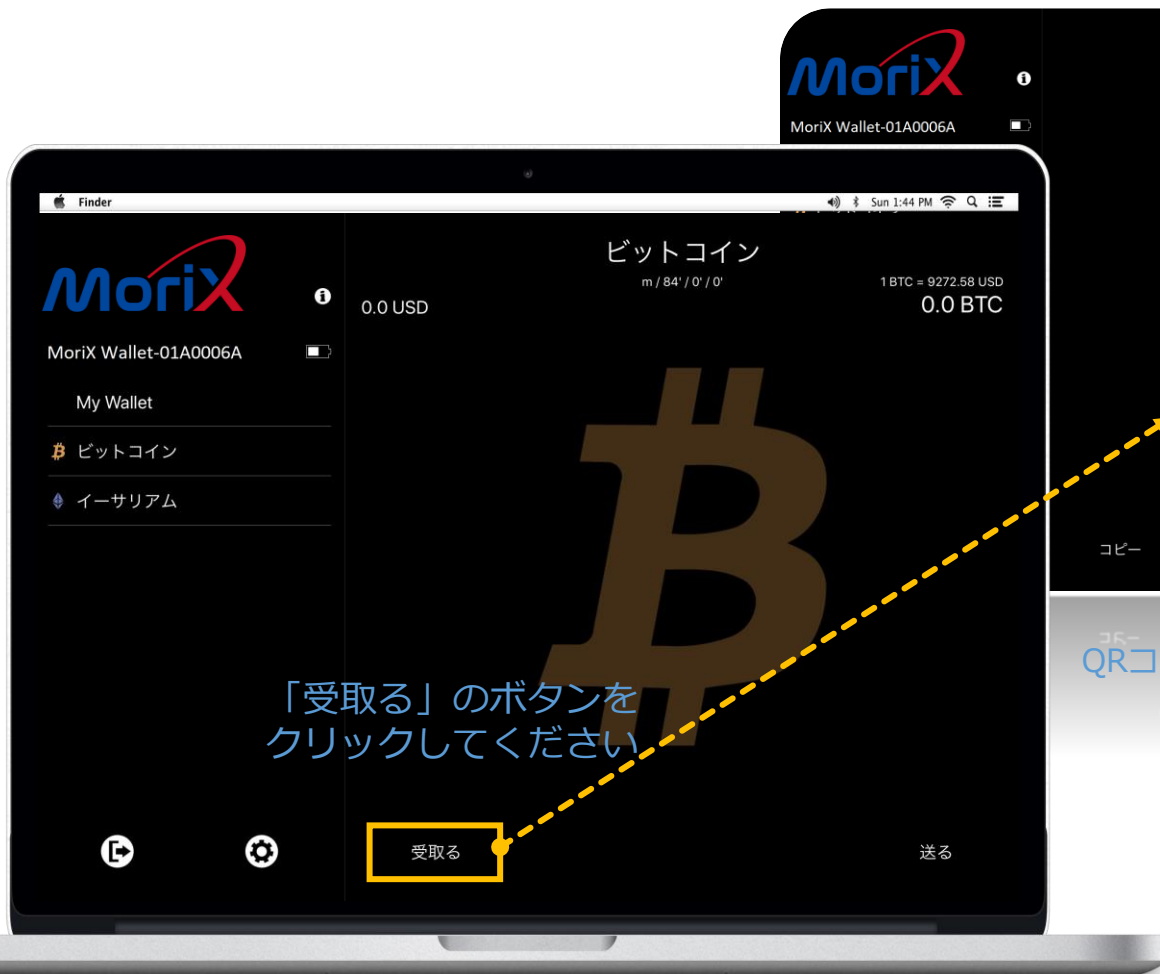 MoriX
MoriX Wallet-01A0006A
Finder
Sun 1:44 PM
MoriX
MoriX Wallet-01A0006A
My Wallet
ビットコイン
イーサリアム
ビットコイン
m / 84' / 0' / 0'
1 BTC = 9272.58 USD
0.0 USD
0.0 BTC
「受取る」のボタンを
クリックしてください
受取る
送る
コピー
QRコ